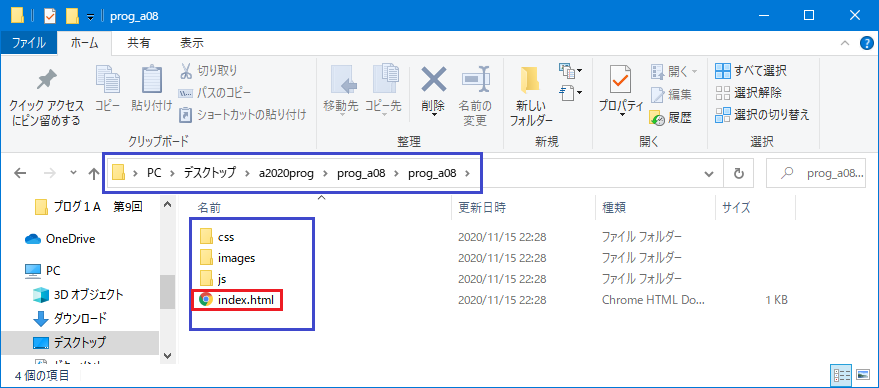 prog_a08
ファイル ホーム 共有 表示
クイック アクセス
にピン留めする
コピー
貼り付け
切り取り
パスのコピー
ショートカットの貼り付け
クリップボード
移動先
コピー先
削除
名前の
変更
整理
新しい
フォルダー
新規
プロパティ
開く
編集
履歴
開く
すべて選択
選択解除
選択の切り替え
選択
PC デスクトップ a2020prog prog_a08 prog_a08
prog_a08...
名前 更新日時 種類 サイズ
css 2020/11/15 22:28 ファイル フォルダー
images 2020/11/15 22:28 ファイル フォルダー
js 2020/11/15 22:28 ファイル フォルダー
index.html 2020/11/15 22:28 Chrome HTML Do... 1 KB
プログ1A 第9回
OneDrive
PC
3D オブジェクト
ダウンロード
デスクトップ
4 個の項目